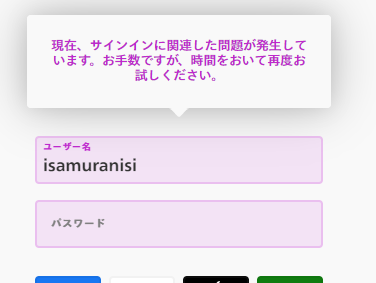 現在、サインインに関連した問題が発生して
います。お手数ですが、時間をおいて再度お
試しください。
ユーザー名
isamuranisi
パスワード